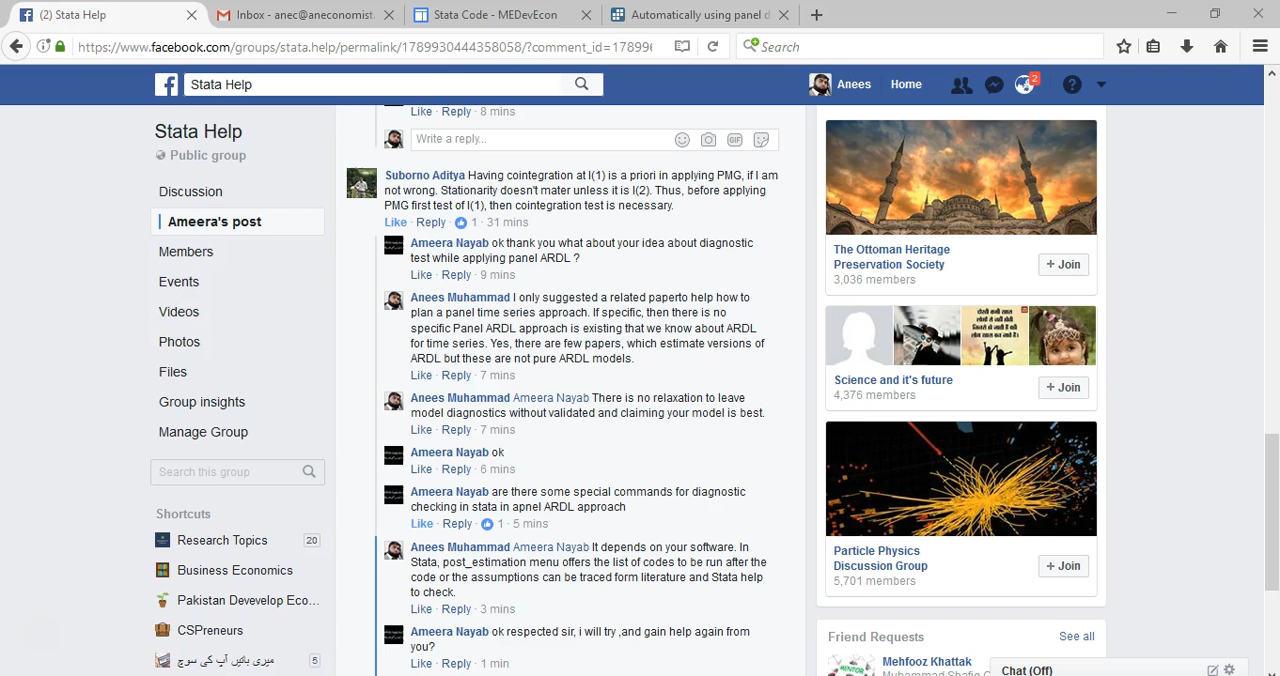 (2) Stata Help
Inbox - anec@aneconomist.
Stata Code - MEDevEcon
Automatically using panel d
https://www.facebook.com/groups/stata.help/permalink/1789930444358058/?comment_id=178996
Search
Stata Help
Anees
Home
2
Stata Help
Public group
Discussion
Ameera's post
Members
Events
Videos
Photos
Files
Group insights
Manage Group
Search this group
Shortcuts
Research Topics 20
Business Economics
Pakistan Devevelop Eco...
CSPreneurs
میری باتیں آپ کی سوچ 5
Like · Reply · 8 mins
Write a reply...
GIF
Suborno Aditya Having cointegration at I(1) is a priori in applying PMG, if I am
not wrong. Stationarity doesn't mater unless it is I(2). Thus, before applying
PMG first test of I(1), then cointegration test is necessary.
Like · Reply · 1 · 31 mins
Ameera Nayab ok thank you what about your idea about diagnostic
test while applying panel ARDL ?
Like · Reply · 9 mins
Anees Muhammad I only suggested a related paperto help how to
plan a panel time series approach. If specific, then there is no
specific Panel ARDL approach is existing that we know about ARDL
for time series. Yes, there are few papers, which estimate versions of
ARDL but these are not pure ARDL models.
Like · Reply · 7 mins
Anees Muhammad Ameera Nayab There is no relaxation to leave
model diagnostics without validated and claiming your model is best.
Like · Reply · 7 mins
Ameera Nayab ok
Like · Reply · 6 mins
Ameera Nayab are there some special commands for diagnostic
checking in stata in apnel ARDL approach
Like · Reply · 1 · 5 mins
Anees Muhammad Ameera Nayab It depends on your software. In
Stata, post_estimation menu offers the list of codes to be run after the
code or the assumptions can be traced form literature and Stata help
to check.
Like · Reply · 3 mins
Ameera Nayab ok respected sir, i will try ,and gain help again from
you?
Like · Reply · 1 min
The Ottoman Heritage
Preservation Society
3,036 members
+ Join
Science and it's future
4,376 members
+ Join
Particle Physics
Discussion Group
5,701 members
+ Join
Friend Requests
See all
MENTOR
Mehfooz Khattak
Chat (Off)